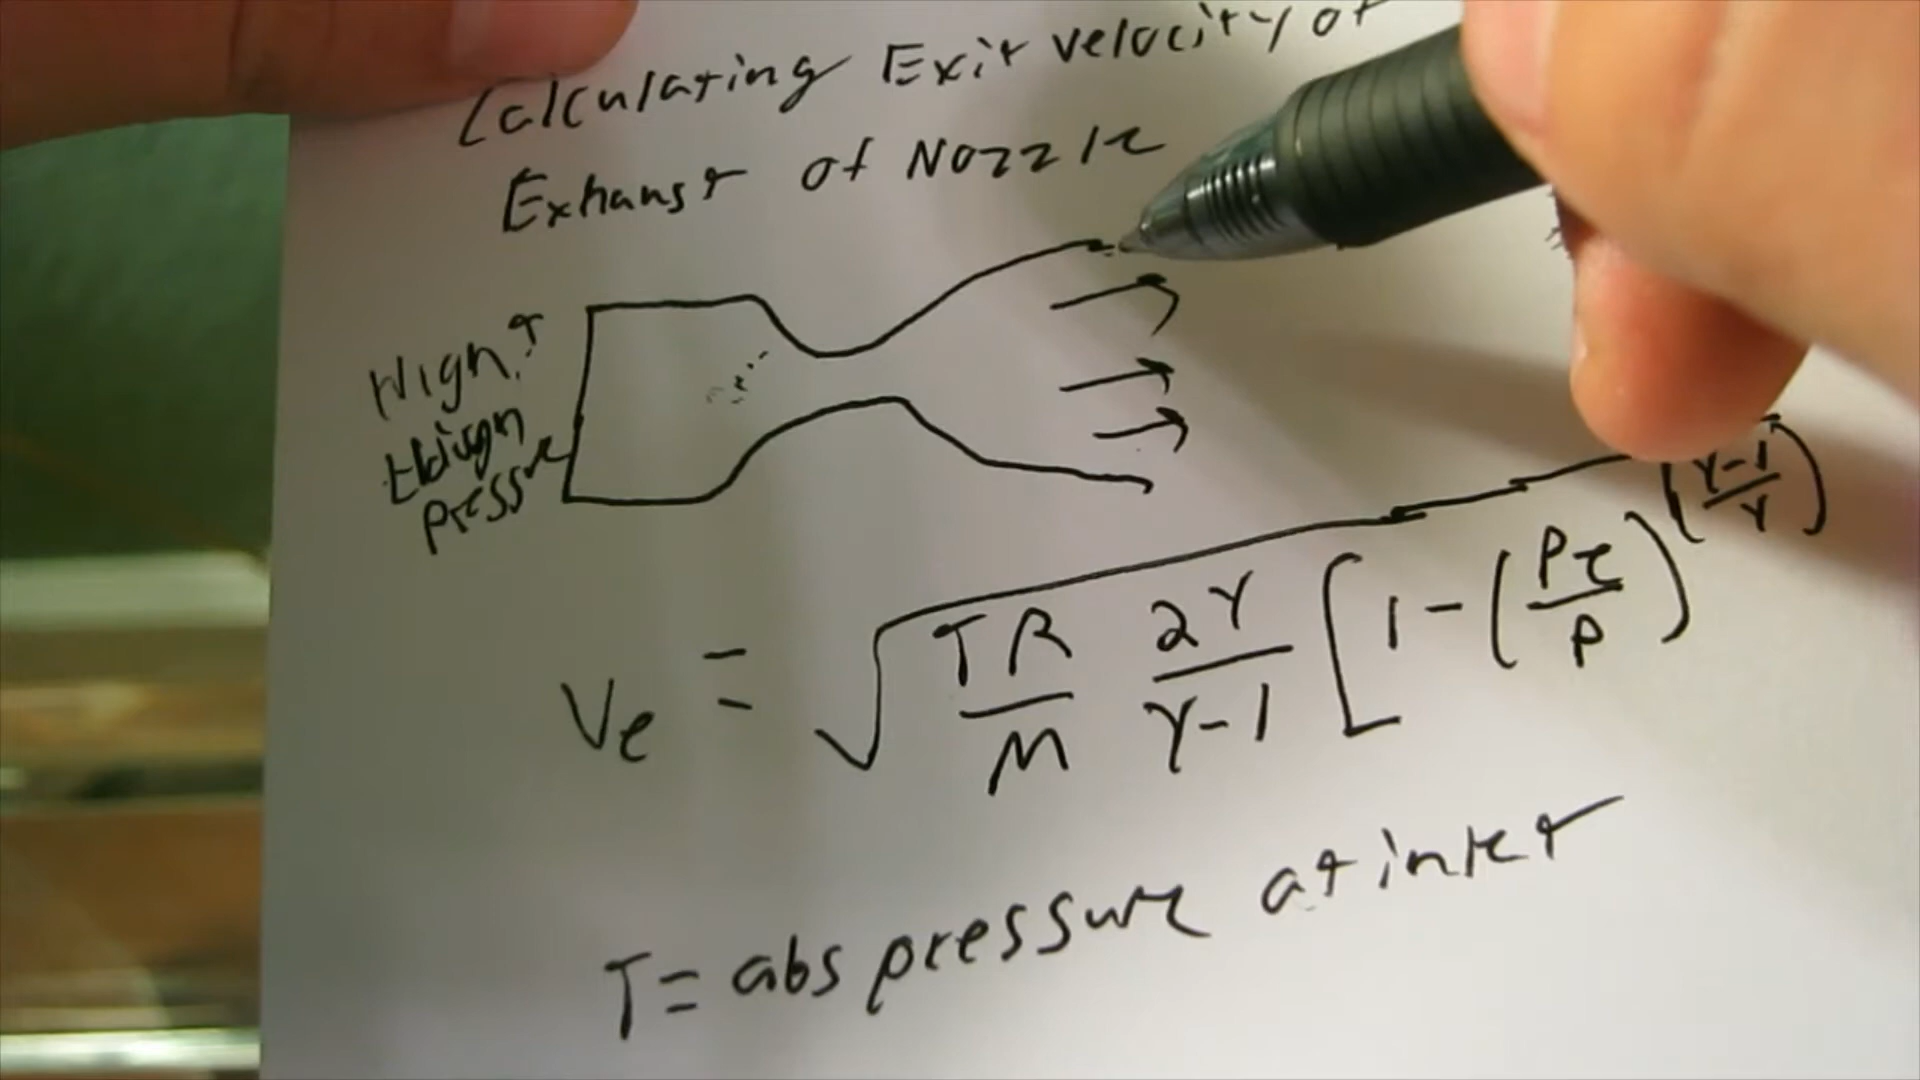 Calculating Exit velocity of
Exhaust of Nozzle
High T
High
pressure
Ve = √ TR/M 2γ/γ-1 [1-(Pe/P)^(γ-1/γ)
T= abs pressure at inlet